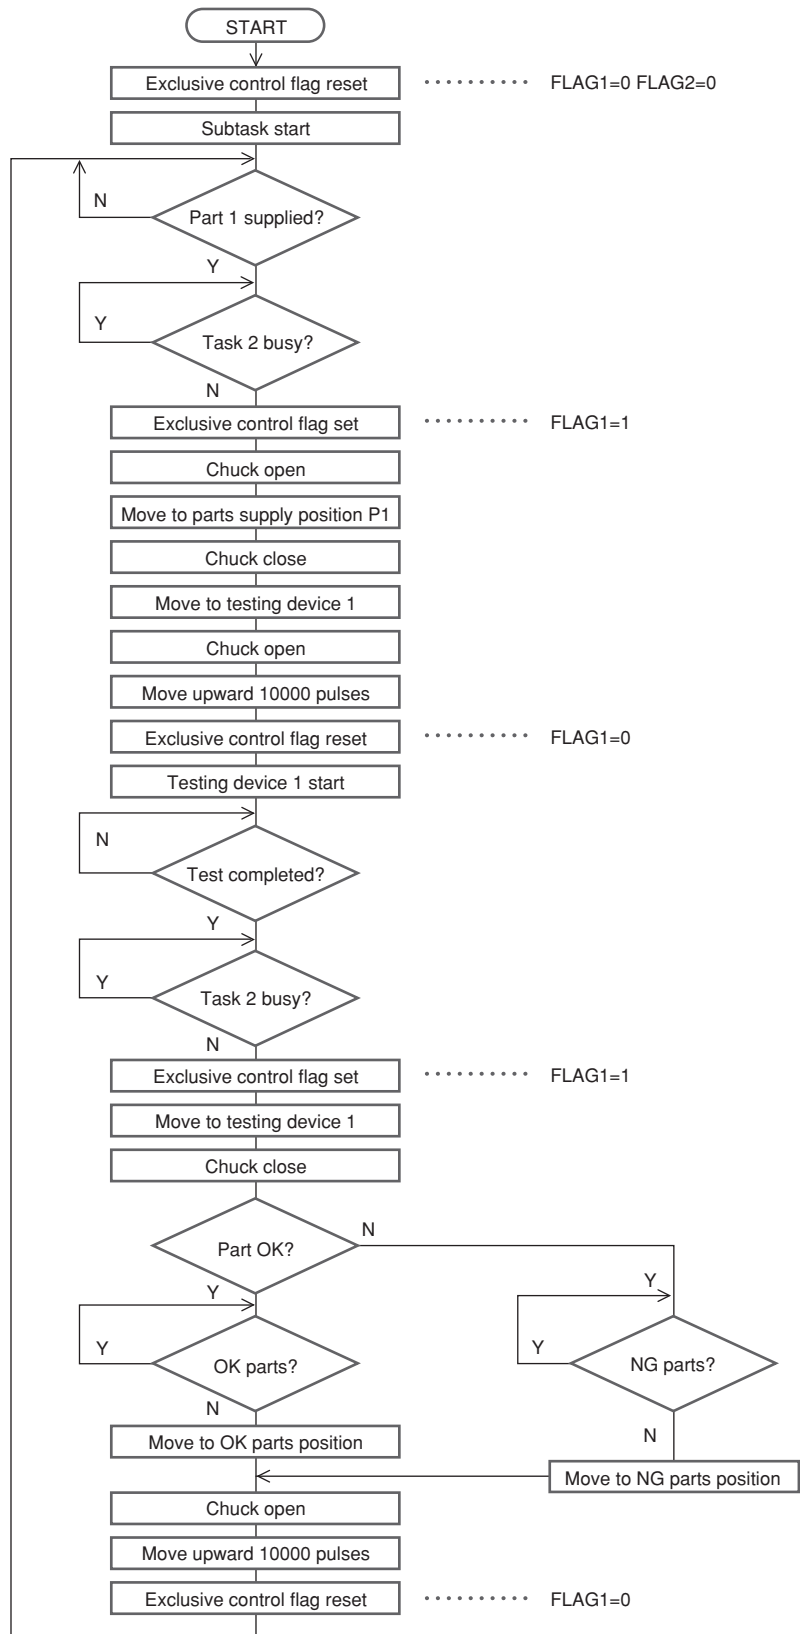 START
Exclusive control flag reset ·········· FLAG1=0 FLAG2=0
Subtask start
N
Part 1 supplied?
Y
Y
Task 2 busy?
N
Exclusive control flag set ·········· FLAG1=1
Chuck open
Move to parts supply position P1
Chuck close
Move to testing device 1
Chuck open
Move upward 10000 pulses
Exclusive control flag reset ·········· FLAG1=0
Testing device 1 start
N
Test completed?
Y
Y
Task 2 busy?
N
Exclusive control flag set ·········· FLAG1=1
Move to testing device 1
Chuck close
N
Part OK?
Y
Y
Y
OK parts?
Y
NG parts?
N
N
Move to OK parts position
Move to NG parts position
Chuck open
Move upward 10000 pulses
Exclusive control flag reset ·········· FLAG1=0